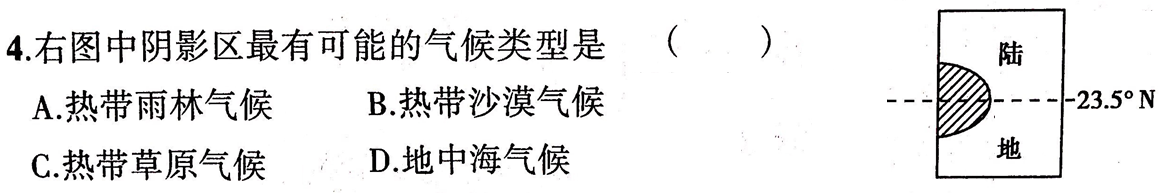 4.右图中阴影区最有可能的气候类型是 （　　）
A.热带雨林气候　　B.热带沙漠气候
C.热带草原气候　　D.地中海气候
陆
23.5°N
地